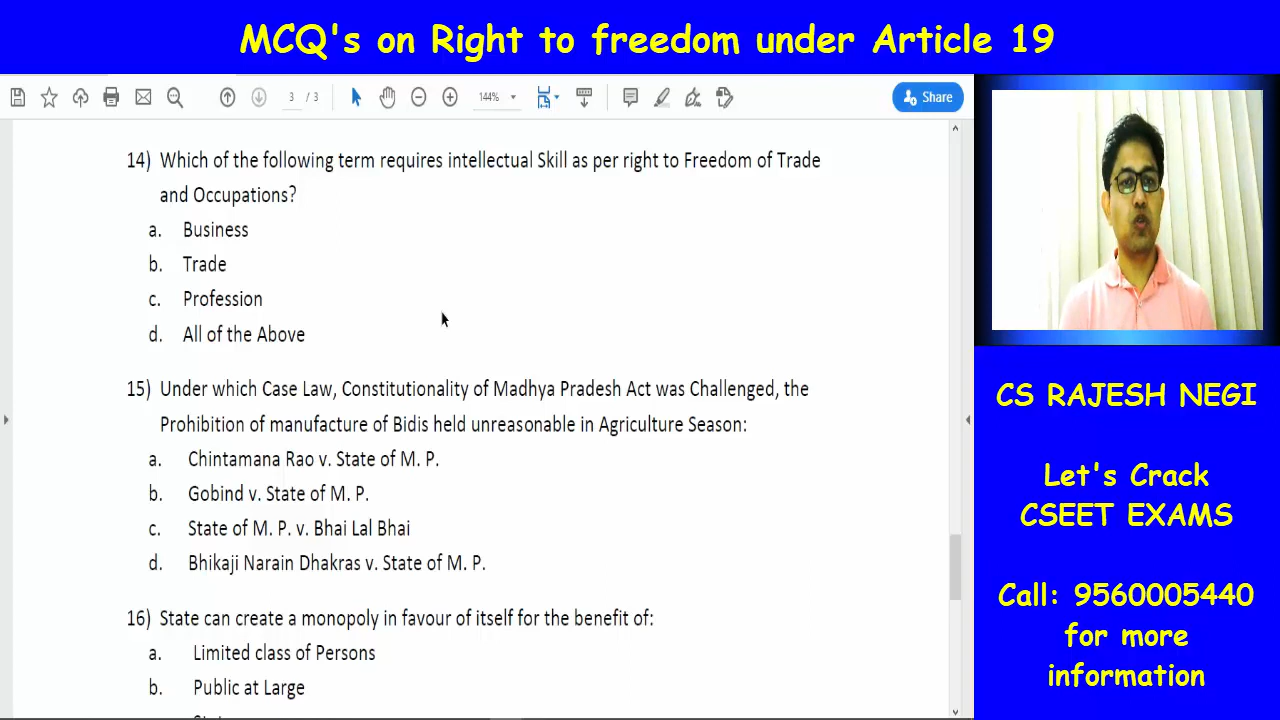 MCQ's on Right to freedom under Article 19
3 / 3
144%
Share
14) Which of the following term requires intellectual Skill as per right to Freedom of Trade
and Occupations?
a. Business
b. Trade
c. Profession
d. All of the Above
15) Under which Case Law, Constitutionality of Madhya Pradesh Act was Challenged, the
Prohibition of manufacture of Bidis held unreasonable in Agriculture Season:
a. Chintamana Rao v. State of M. P.
b. Gobind v. State of M. P.
c. State of M. P. v. Bhai Lal Bhai
d. Bhikaji Narain Dhakras v. State of M. P.
16) State can create a monopoly in favour of itself for the benefit of:
a. Limited class of Persons
b. Public at Large
CS RAJESH NEGI
Let's Crack
CSEET EXAMS
Call: 9560005440
for more
information